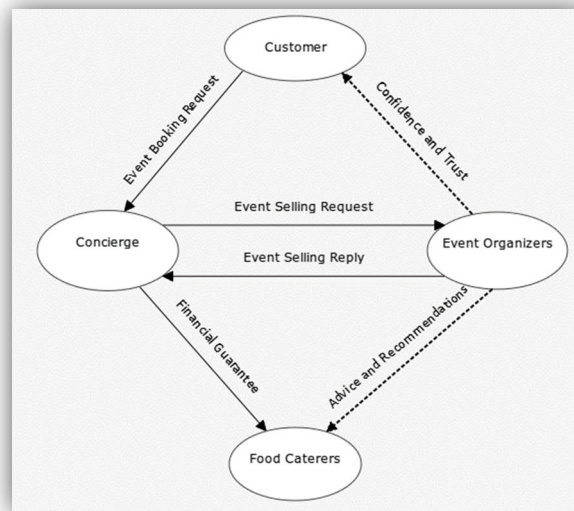 Customer
Event Booking Request
Confidence and Trust
Event Selling Request
Concierge
Event Organizers
Event Selling Reply
Financial Guarantee
Advice and Recommendations
Food Caterers